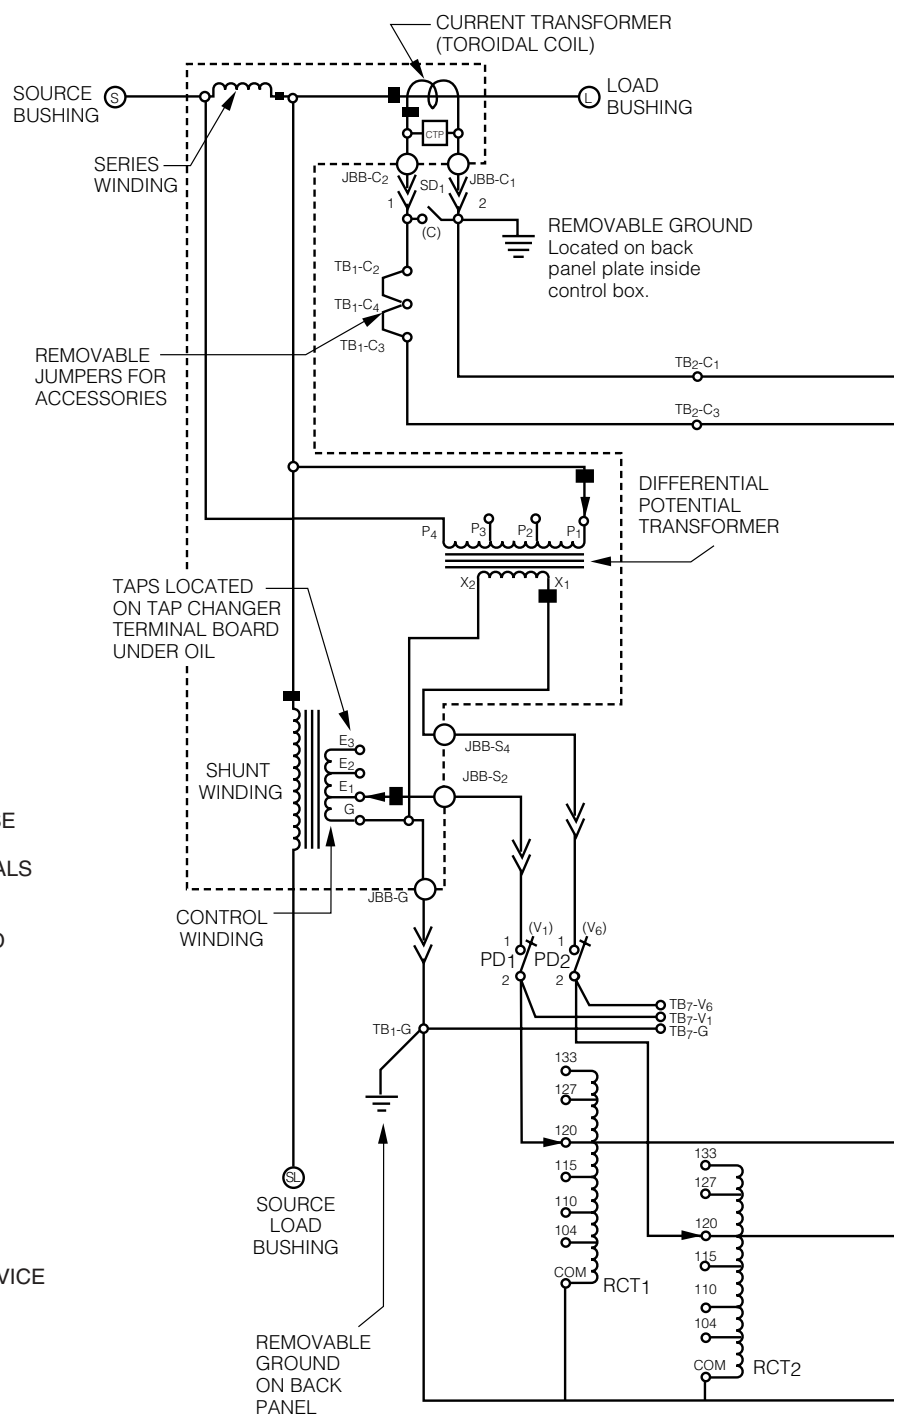 CURRENT TRANSFORMER
(TOROIDAL COIL)
SOURCE
BUSHING
S
L
LOAD
BUSHING
CTP
SERIES
WINDING
JBB-C2
SD1
JBB-C1
1
2
(C)
REMOVABLE GROUND
Located on back
panel plate inside
control box.
TB1-C2
TB1-C4
TB1-C3
REMOVABLE
JUMPERS FOR
ACCESSORIES
TB2-C1
TB2-C3
DIFFERENTIAL
POTENTIAL
TRANSFORMER
P4
P3
P2
P1
X2
X1
TAPS LOCATED
ON TAP CHANGER
TERMINAL BOARD
UNDER OIL
SHUNT
WINDING
E3
E2
E1
G
JBB-S4
JBB-S2
SE
ALS
JBB-G
CONTROL
WINDING
D
1
(V1)
1
(V6)
PD1
PD2
2
2
TB7-V6
TB7-V1
TB7-G
TB1-G
133
127
120
115
110
104
COM
RCT1
133
127
120
115
110
104
COM
RCT2
SL
SOURCE
LOAD
BUSHING
VICE
REMOVABLE
GROUND
ON BACK
PANEL